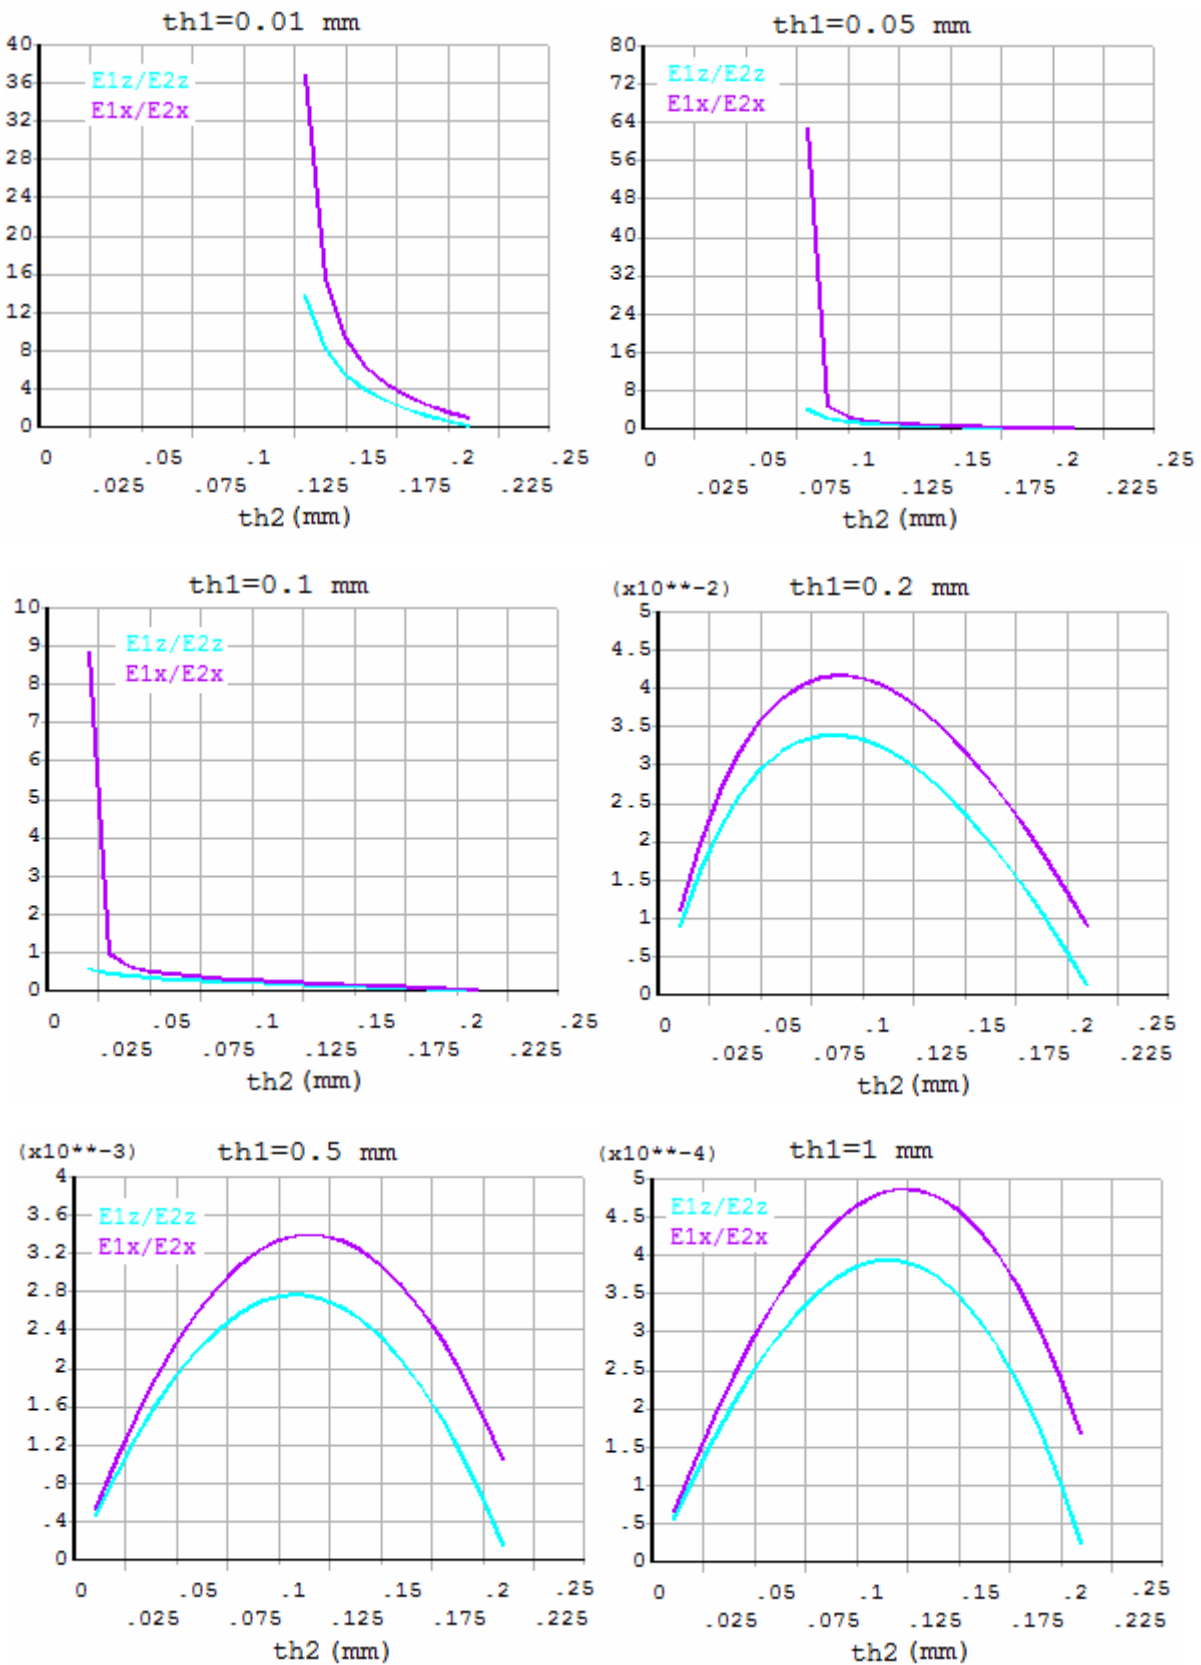 th1=0.01 mm
40
36
32
28
24
20
16
12
8
4
0
E1z/E2z
E1x/E2x
0 .05 .1 .15 .2 .25
.025 .075 .125 .175 .225
th2 (mm)
th1=0.05 mm
80
72
64
56
48
40
32
24
16
8
0
E1z/E2z
E1x/E2x
0 .05 .1 .15 .2 .25
.025 .075 .125 .175 .225
th2 (mm)
th1=0.1 mm
10
9
8
7
6
5
4
3
2
1
0
E1z/E2z
E1x/E2x
0 .05 .1 .15 .2 .25
.025 .075 .125 .175 .225
th2 (mm)
(x10**-2) th1=0.2 mm
5
4.5
4
3.5
3
2.5
2
1.5
1
.5
0
0 .05 .1 .15 .2 .25
.025 .075 .125 .175 .225
th2 (mm)
(x10**-3) th1=0.5 mm
4
3.6
3.2
2.8
2.4
2
1.6
1.2
.8
.4
0
E1z/E2z
E1x/E2x
0 .05 .1 .15 .2 .25
.025 .075 .125 .175 .225
th2 (mm)
(x10**-4) th1=1 mm
5
4.5
4
3.5
3
2.5
2
1.5
1
.5
0
E1z/E2z
E1x/E2x
0 .05 .1 .15 .2 .25
.025 .075 .125 .175 .225
th2 (mm)